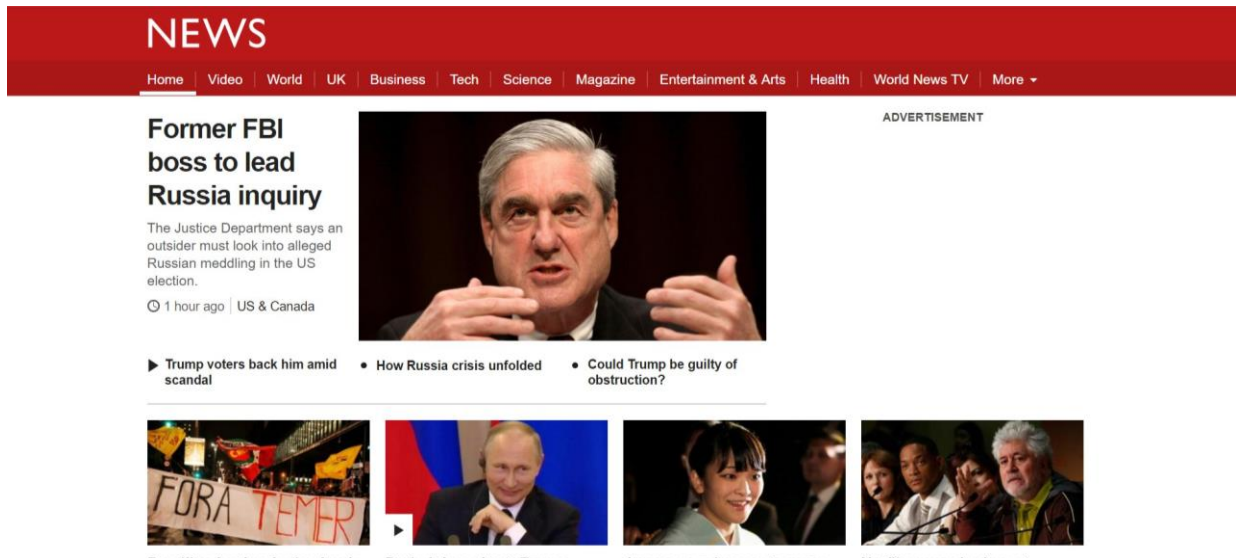 NEWS
Home Video World UK Business Tech Science Magazine Entertainment & Arts Health World News TV More
Former FBI
boss to lead
Russia inquiry
The Justice Department says an
outsider must look into alleged
Russian meddling in the US
election.
1 hour ago US & Canada
ADVERTISEMENT
Trump voters back him amid
scandal
How Russia crisis unfolded
Could Trump be guilty of
obstruction?
FORA TEMER